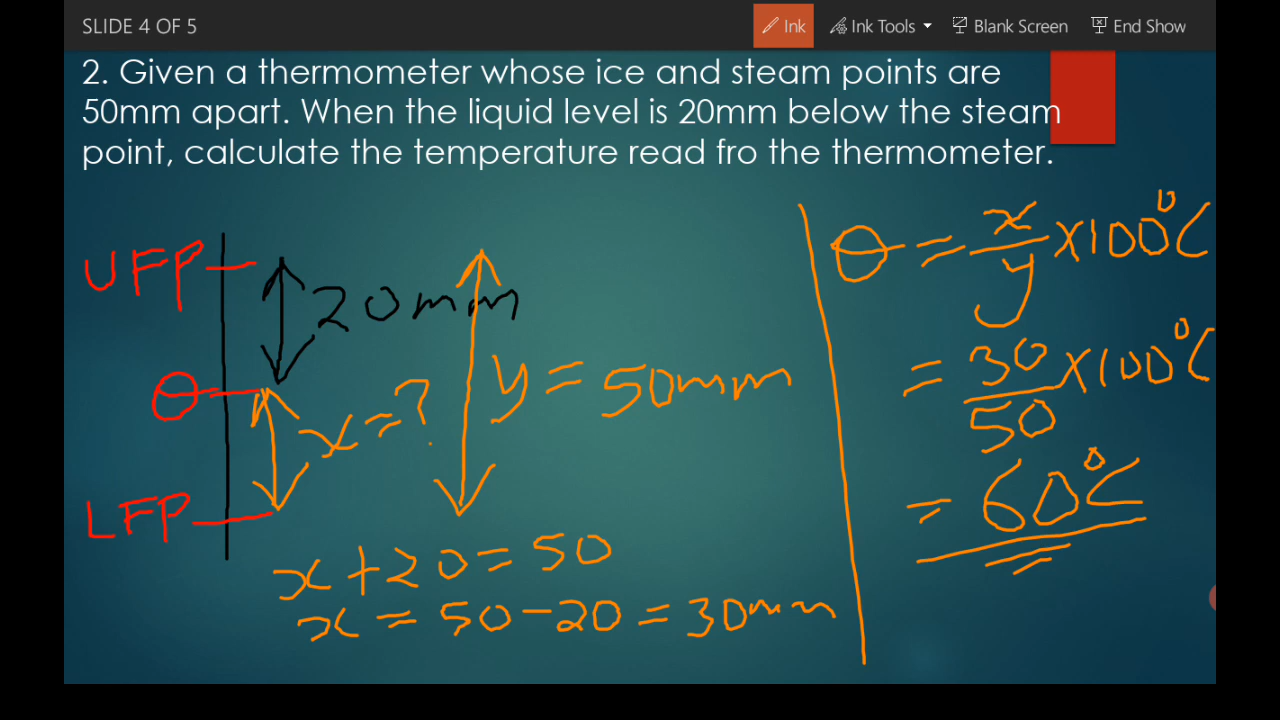 SLIDE 4 OF 5
Ink
Ink Tools
Blank Screen
End Show
2. Given a thermometer whose ice and steam points are
50mm apart. When the liquid level is 20mm below the steam
point, calculate the temperature read fro the thermometer.
UFP
20mm
θ
x=?
y=50mm
LFP
x+20=50
x=50-20=30mm
θ=x/y×100°C
=30/50×100°C
=60°C